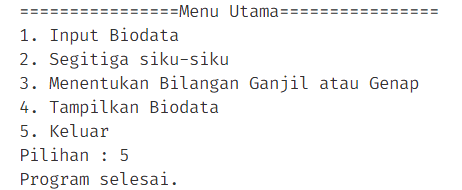 ================Menu Utama================
1. Input Biodata
2. Segitiga siku-siku
3. Menentukan Bilangan Ganjil atau Genap
4. Tampilkan Biodata
5. Keluar
Pilihan : 5
Program selesai.